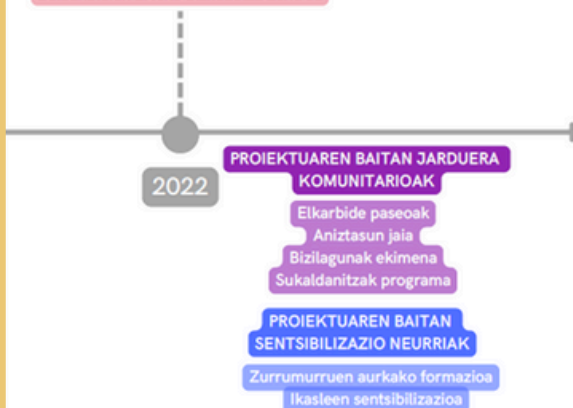 2022
PROIEKTUAREN BAITAN JARDUERA
KOMUNITARIOAK
Elkarbide paseoak
Aniztasun jaia
Bizilagunak ekimena
Sukaldanitzak programa
PROIEKTUAREN BAITAN
SENTSIBILIZAZIO NEURRIAK
Zurrumurruen aurkako formazioa
Ikasleen sentsibilizazioa